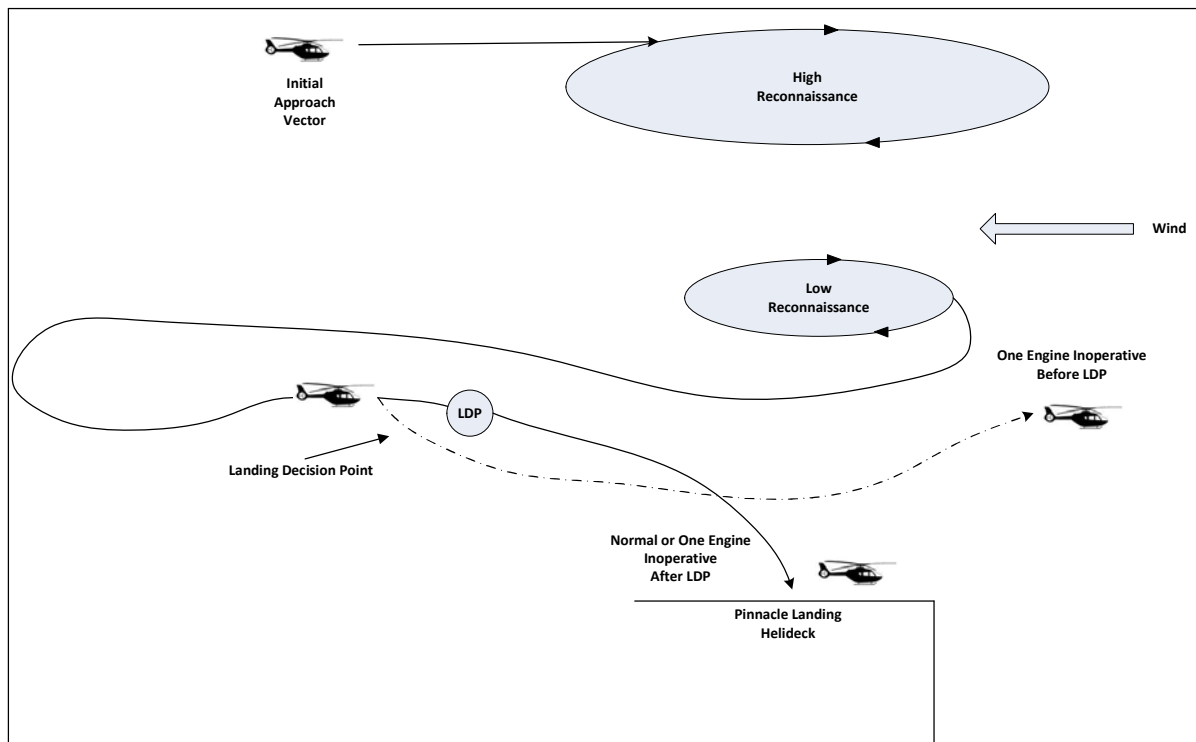 Initial
Approach
Vector
High
Reconnaissance
Wind
Low
Reconnaissance
One Engine Inoperative
Before LDP
LDP
Landing Decision Point
Normal or One Engine
Inoperative
After LDP
Pinnacle Landing
Helideck